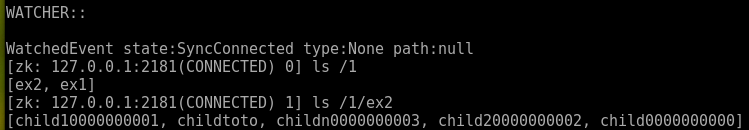 WATCHER::
WatchedEvent state:SyncConnected type:None path:null
[zk: 127.0.0.1:2181(CONNECTED) 0] ls /1
[ex2, ex1]
[zk: 127.0.0.1:2181(CONNECTED) 1] ls /1/ex2
[child10000000001, childtoto, childn0000000003, child20000000002, child0000000000]